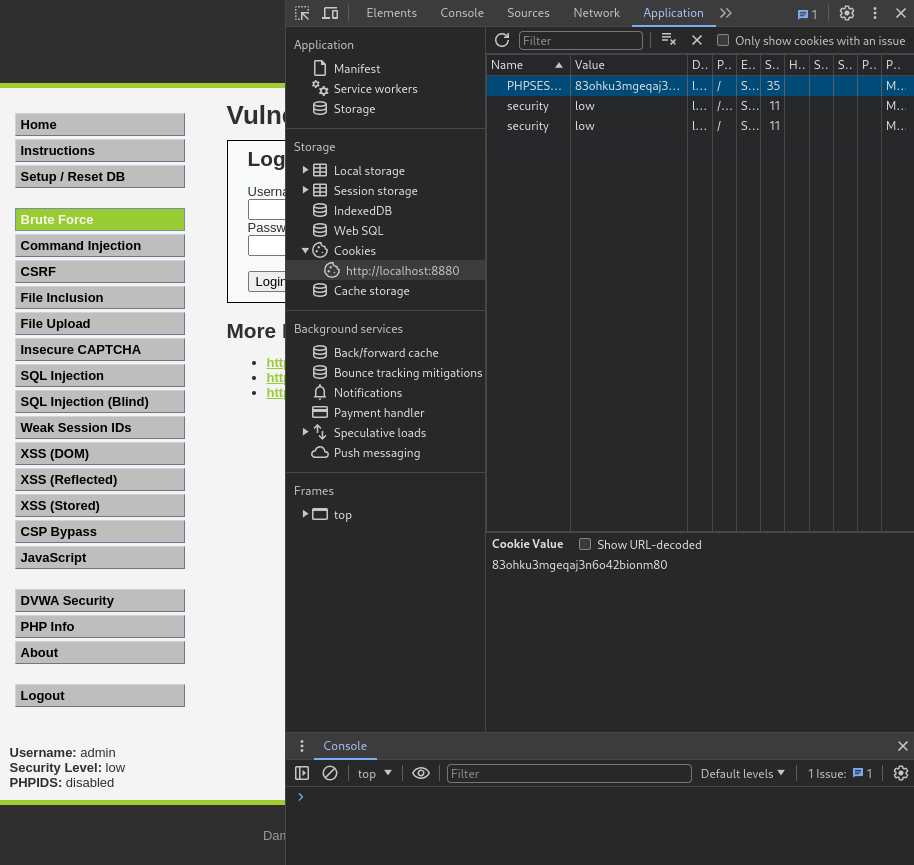 Home
Instructions
Setup / Reset DB
Brute Force
Command Injection
CSRF
File Inclusion
File Upload
Insecure CAPTCHA
SQL Injection
SQL Injection (Blind)
Weak Session IDs
XSS (DOM)
XSS (Reflected)
XSS (Stored)
CSP Bypass
JavaScript
DVWA Security
PHP Info
About
Logout
Username: admin
Security Level: low
PHPIDS: disabled
Vulne
Log
Userna
Passw
Login
More
htt
htt
htt
Dam
Elements Console Sources Network Application 1
Application
Manifest
Service workers
Storage
Storage
Local storage
Session storage
IndexedDB
Web SQL
Cookies
http://localhost:8880
Cache storage
Background services
Back/forward cache
Bounce tracking mitigations
Notifications
Payment handler
Speculative loads
Push messaging
Frames
top
Filter Only show cookies with an issue
Name Value D.. P.. E.. S.. H.. S.. S.. P.. P..
PHPSES... 83ohku3mgeqaj3... l... / S... 35 M...
security low l... /... S... 11 M...
security low l... / S... 11 M...
Cookie Value Show URL-decoded
83ohku3mgeqaj3n6o42bionm80
Console
top Filter Default levels 1 Issue: 1